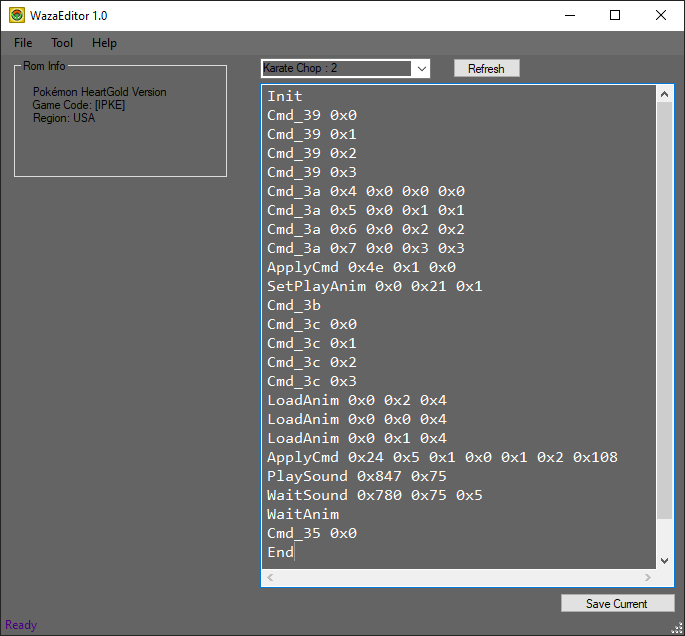 WazaEditor 1.0
File Tool Help
Rom Info
Pokémon HeartGold Version
Game Code: [IPKE]
Region: USA
Karate Chop : 2
Refresh
Init
Cmd_39 0x0
Cmd_39 0x1
Cmd_39 0x2
Cmd_39 0x3
Cmd_3a 0x4 0x0 0x0 0x0
Cmd_3a 0x5 0x0 0x1 0x1
Cmd_3a 0x6 0x0 0x2 0x2
Cmd_3a 0x7 0x0 0x3 0x3
ApplyCmd 0x4e 0x1 0x0
SetPlayAnim 0x0 0x21 0x1
Cmd_3b
Cmd_3c 0x0
Cmd_3c 0x1
Cmd_3c 0x2
Cmd_3c 0x3
LoadAnim 0x0 0x2 0x4
LoadAnim 0x0 0x0 0x4
LoadAnim 0x0 0x1 0x4
ApplyCmd 0x24 0x5 0x1 0x0 0x1 0x2 0x108
PlaySound 0x847 0x75
WaitSound 0x780 0x75 0x5
WaitAnim
Cmd_35 0x0
End
Save Current
Ready